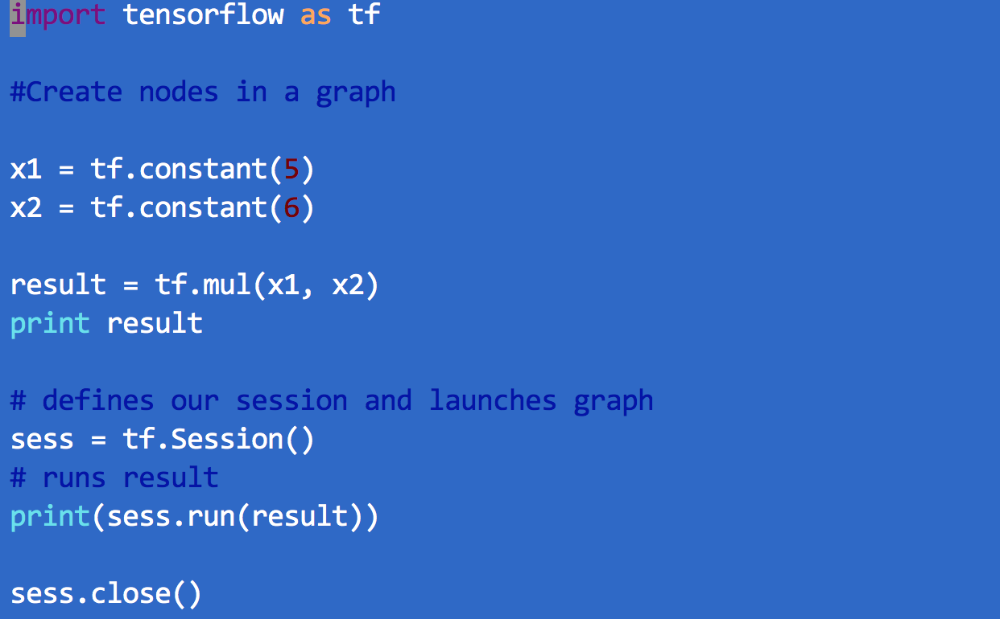 import tensorflow as tf
#Create nodes in a graph
x1 = tf.constant(5)
x2 = tf.constant(6)
result = tf.mul(x1, x2)
print result
# defines our session and launches graph
sess = tf.Session()
# runs result
print(sess.run(result))
sess.close()